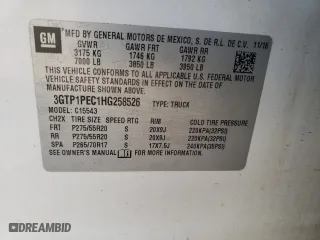 GM
MFD BY GENERAL MOTORS DE MEXICO, S. DE R.L. DE C.V. 11/16
GVWR GAWR FRT GAWR RR
3175 KG 1746 KG 1792 KG
7000 LB 3850 LB 3950 LB
THIS VEHICLE CONFORMS TO ALL APPLICABLE U.S. FEDERAL MOTOR
VEHICLE SAFETY STANDARDS IN EFFECT ON THE DATE OF
MANUFACTURE SHOWN ABOVE.
3GTP1PEC1HG258526 TYPE: TRUCK
MODEL: C15543
CH2X TIRE SIZE SPEED RTG RIM COLD TIRE PRESSURE
FRT P275/55R20 S 20X9J 220KPA(32PSI)
RR P275/55R20 S 20X9J 220KPA(32PSI)
SPA P265/70R17 S 17X7.5J 240KPA(35PSI)
SEE OWNER'S MANUAL FOR ADDITIONAL INFORMATION.
© AutoBidMaster